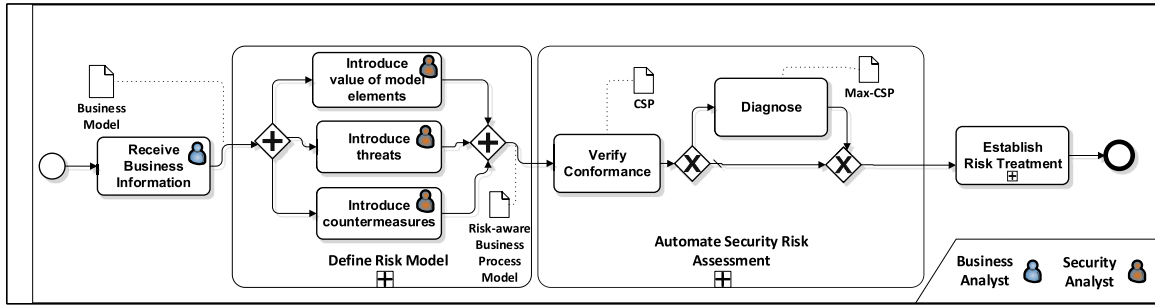 Business
Model
Receive
Business
Information
Introduce
value of model
elements
Introduce
threats
Introduce
countermeasures
Define Risk Model
Risk-aware
Business
Process
Model
Verify
Conformance
CSP
X
Diagnose
Max-CSP
X
Automate Security Risk
Assessment
Establish
Risk Treatment
Business
Analyst
Security
Analyst